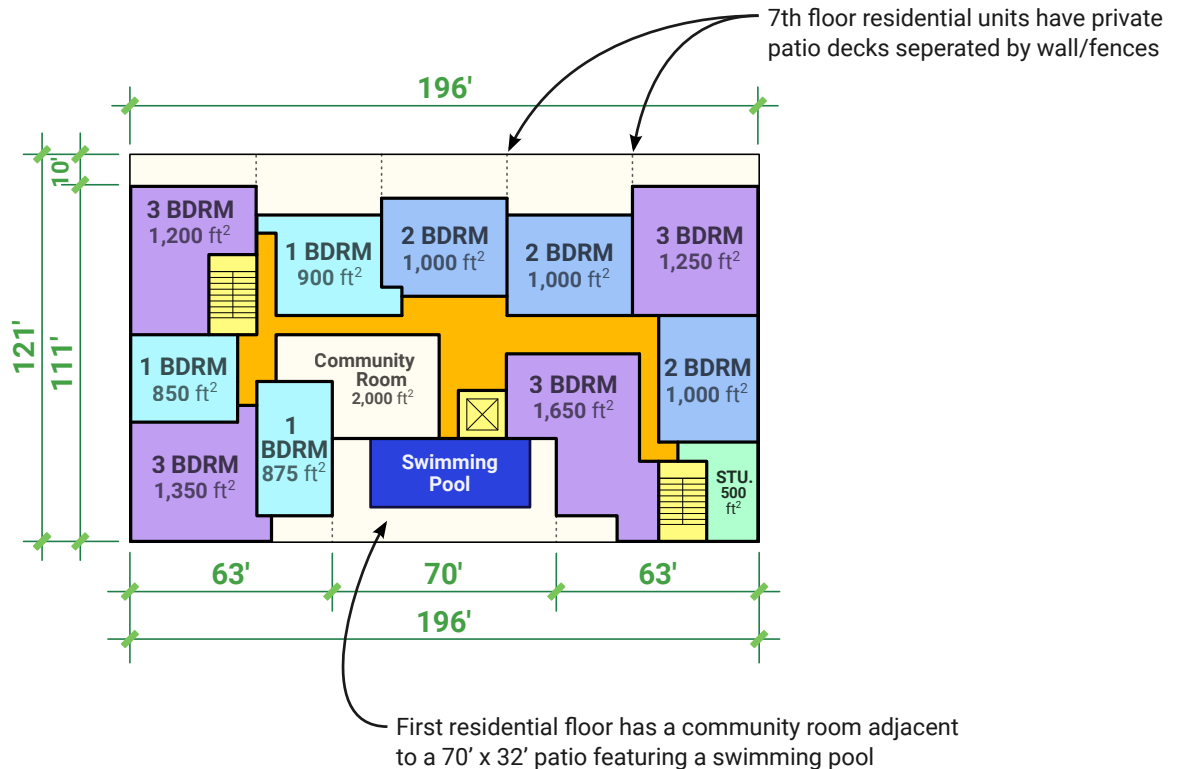 7th floor residential units have private
patio decks seperated by wall/fences
196'
10'
121'
111'
3 BDRM
1,200 ft²
1 BDRM
900 ft²
2 BDRM
1,000 ft²
2 BDRM
1,000 ft²
3 BDRM
1,250 ft²
1 BDRM
850 ft²
Community
Room
2,000 ft²
3 BDRM
1,650 ft²
2 BDRM
1,000 ft²
3 BDRM
1,350 ft²
1
BDRM
875 ft²
Swimming
Pool
STU.
500
ft²
63'
70'
63'
196'
First residential floor has a community room adjacent
to a 70’ x 32’ patio featuring a swimming pool